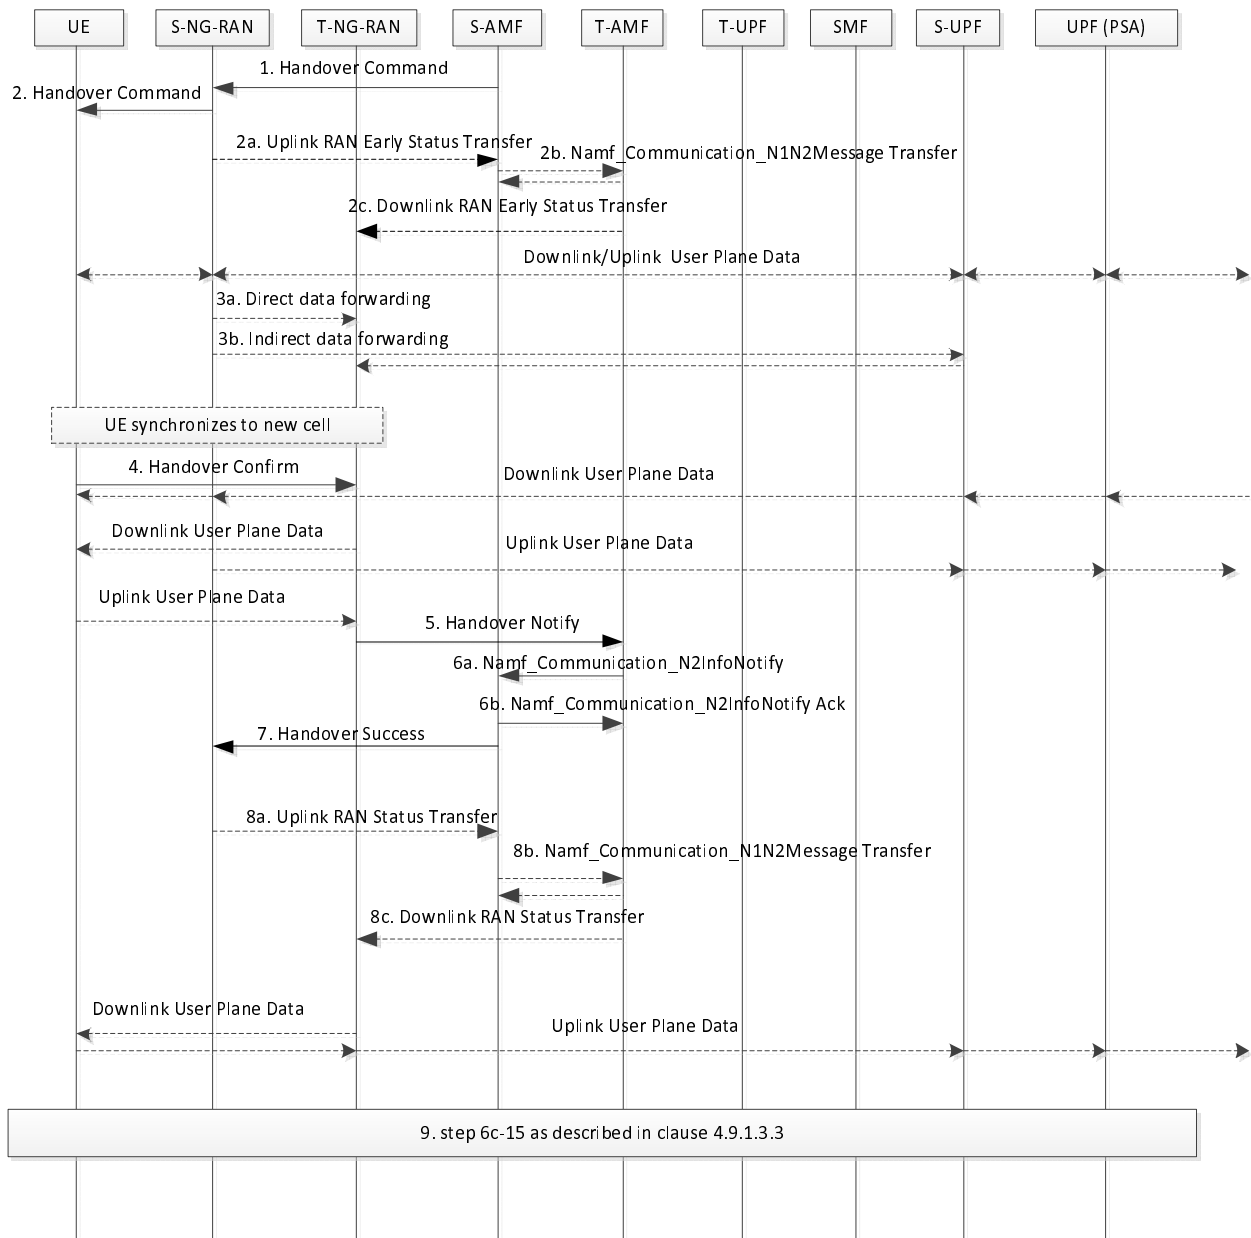 UE
S-NG-RAN
T-NG-RAN
S-AMF
T-AMF
T-UPF
SMF
S-UPF
UPF (PSA)
1. Handover Command
2. Handover Command
2a. Uplink RAN Early Status Transfer
2b. Namf_Communication_N1N2Message Transfer
2c. Downlink RAN Early Status Transfer
Downlink/Uplink User Plane Data
3a. Direct data forwarding
3b. Indirect data forwarding
UE synchronizes to new cell
4. Handover Confirm
Downlink User Plane Data
Downlink User Plane Data
Uplink User Plane Data
Uplink User Plane Data
5. Handover Notify
6a. Namf_Communication_N2InfoNotify
6b. Namf_Communication_N2InfoNotify Ack
7. Handover Success
8a. Uplink RAN Status Transfer
8b. Namf_Communication_N1N2Message Transfer
8c. Downlink RAN Status Transfer
Downlink User Plane Data
Uplink User Plane Data
9. step 6c-15 as described in clause 4.9.1.3.3